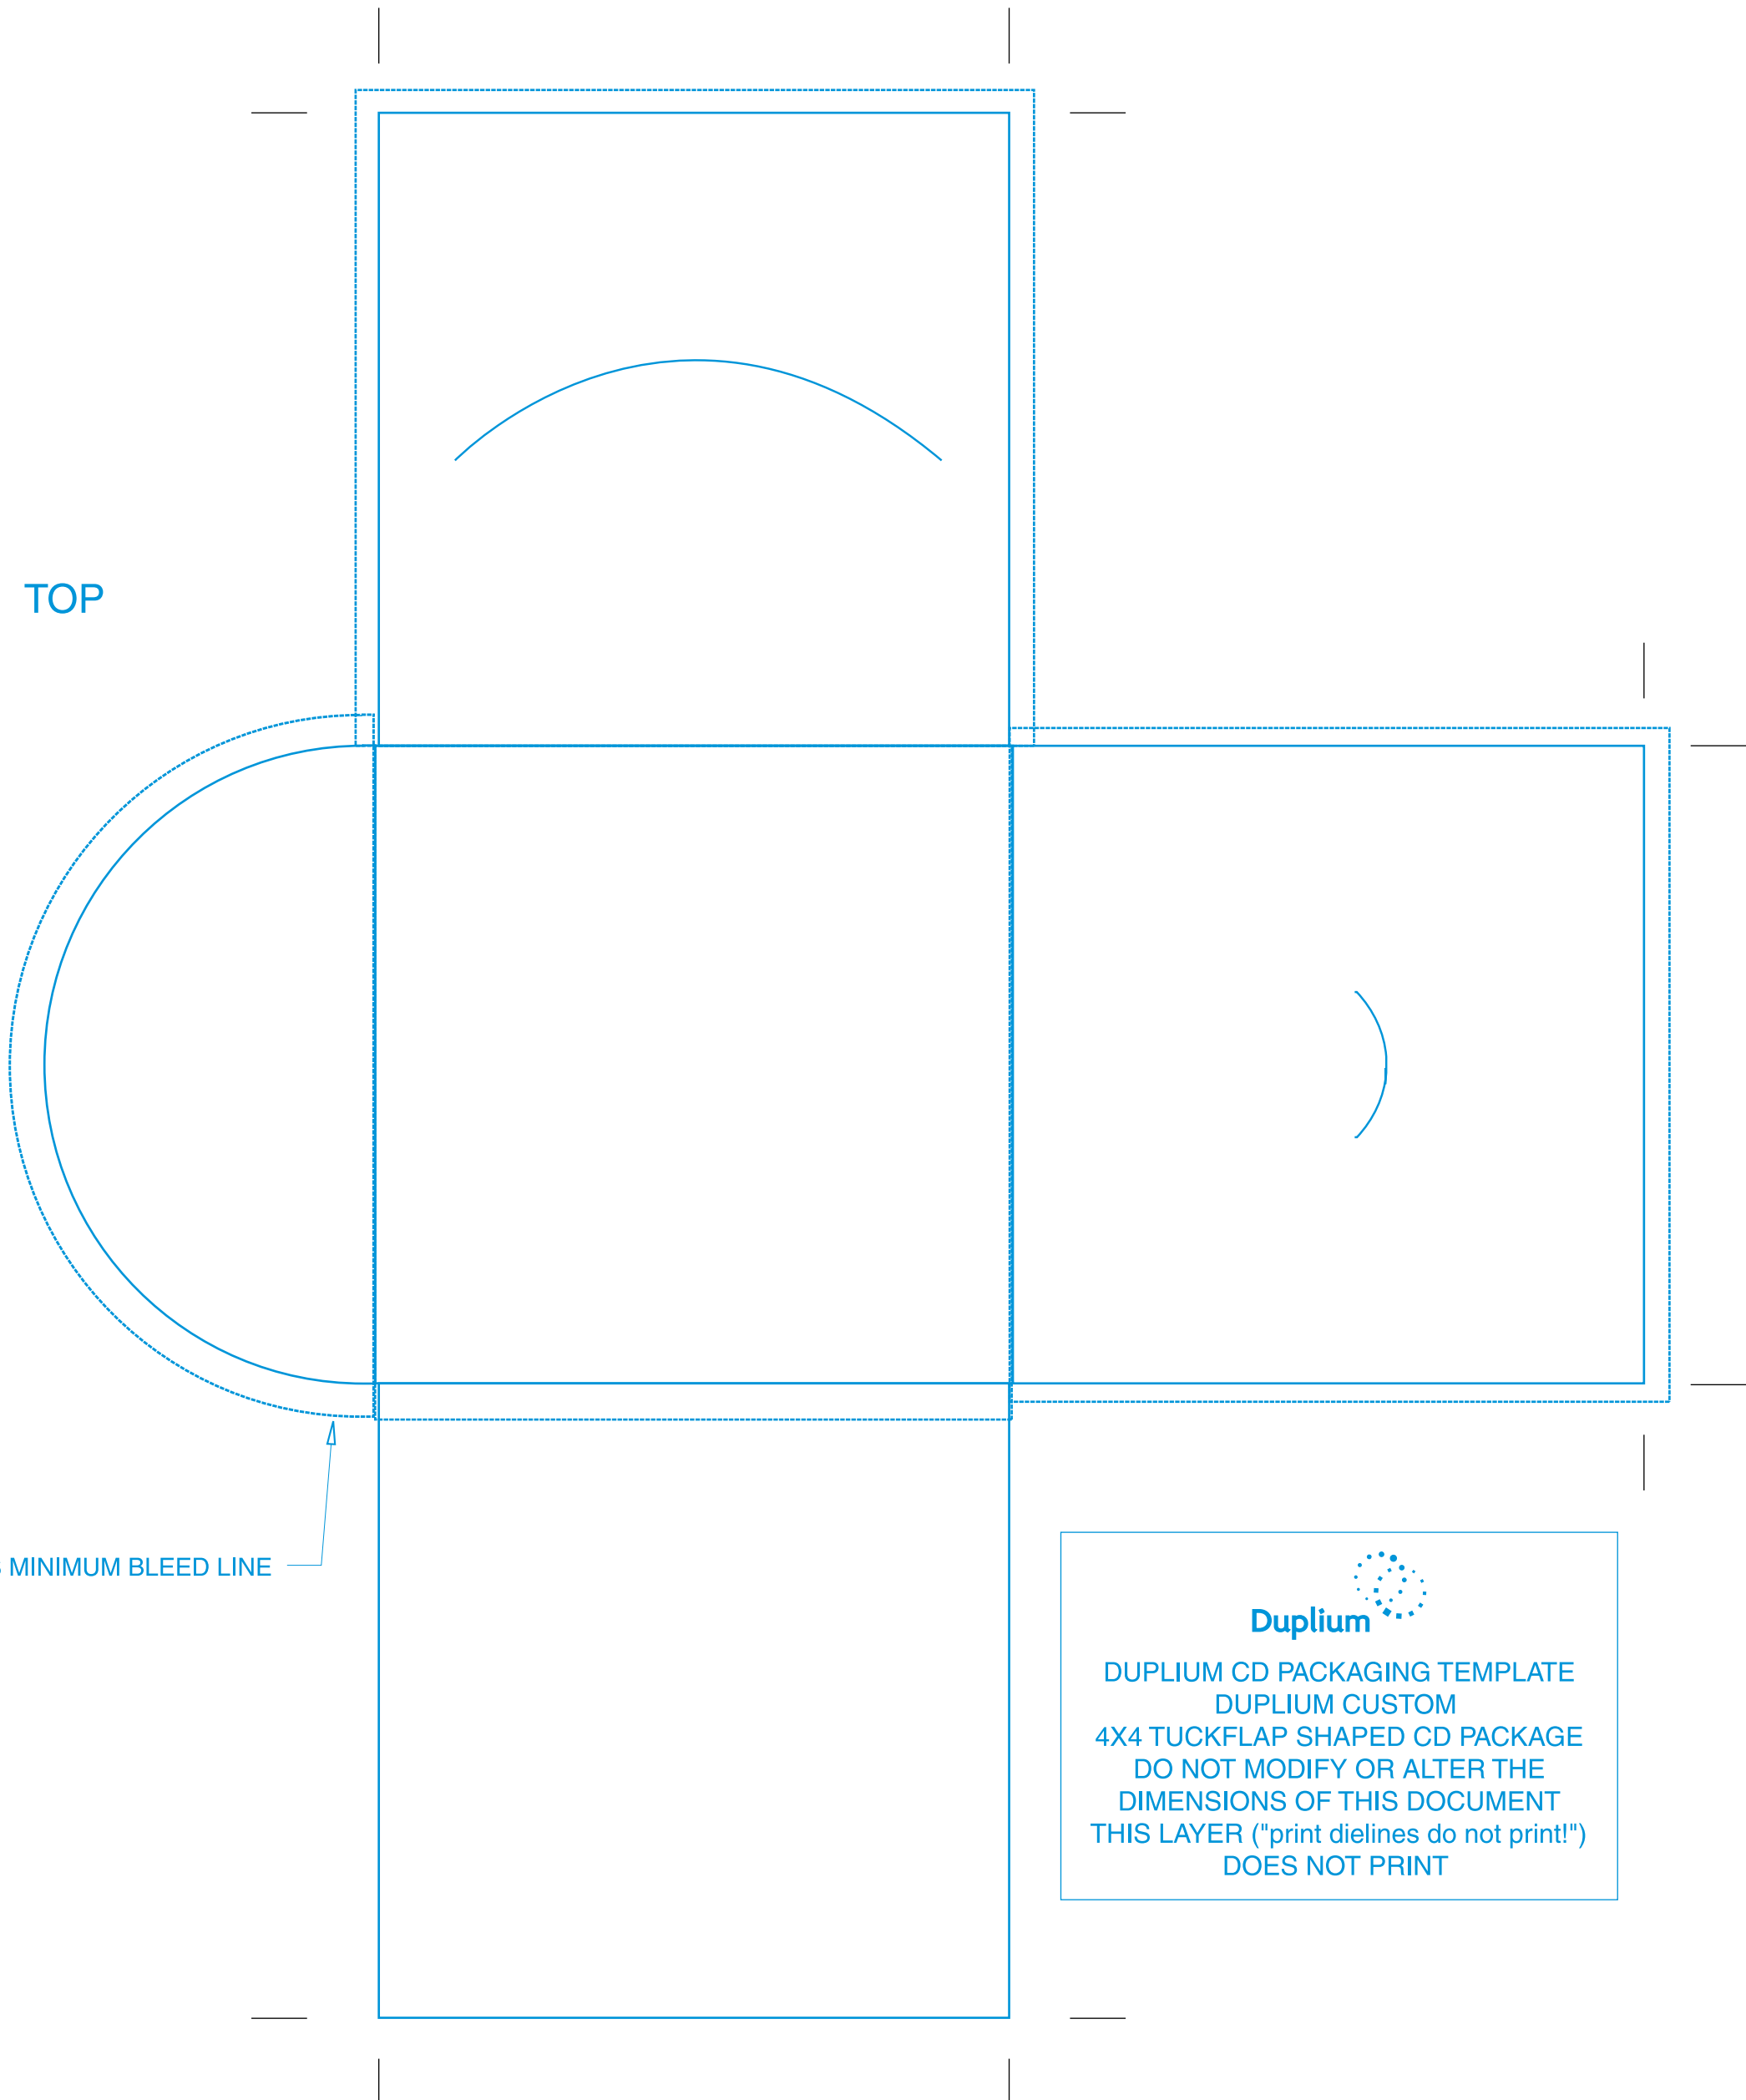 TOP
MINIMUM BLEED LINE
Duplium
DUPLIUM CD PACKAGING TEMPLATE
DUPLIUM CUSTOM
4X4 TUCKFLAP SHAPED CD PACKAGE
DO NOT MODIFY OR ALTER THE
DIMENSIONS OF THIS DOCUMENT
THIS LAYER ("print dielines do not print!")
DOES NOT PRINT